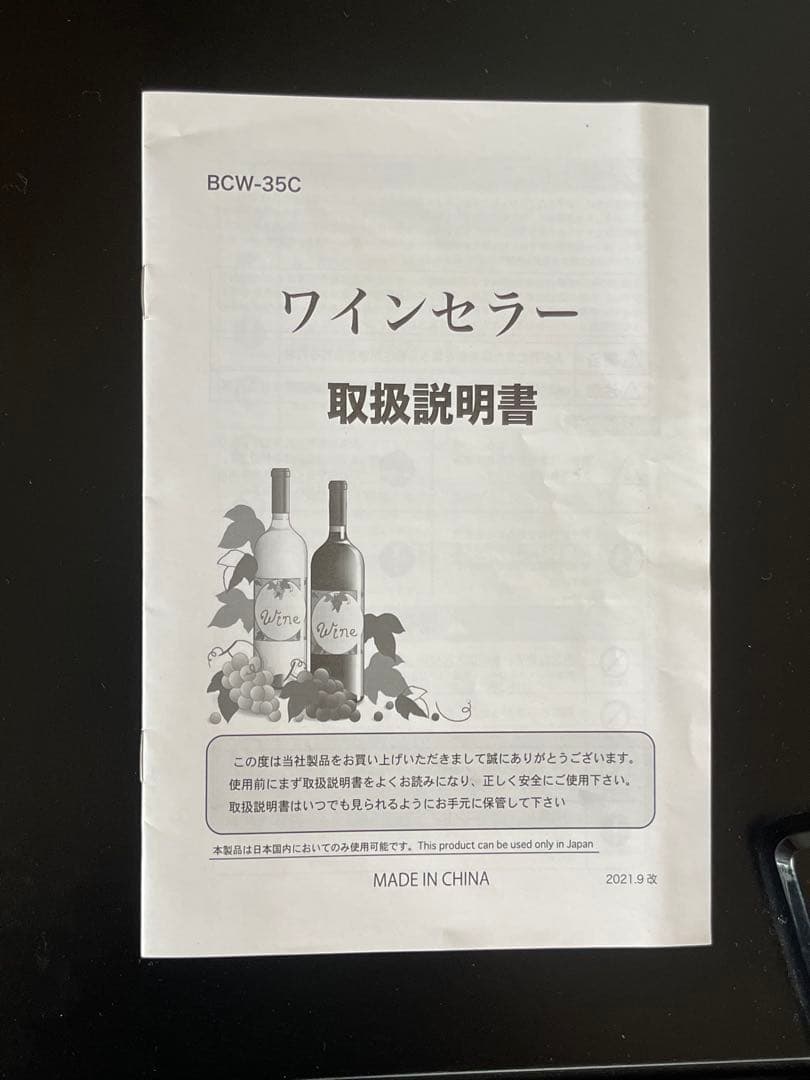 BCW-35C
ワインセラー
取扱説明書
Wine
Wine
この度は当社製品をお買い上げいただきまして誠にありがとうございます。
使用前にまず取扱説明書をよくお読みになり、正しく安全にご使用下さい。
取扱説明書はいつでも見られるようにお手元に保管して下さい
本製品は日本国内においてのみ使用可能です。This product can be used only in Japan
MADE IN CHINA
2021.9 改